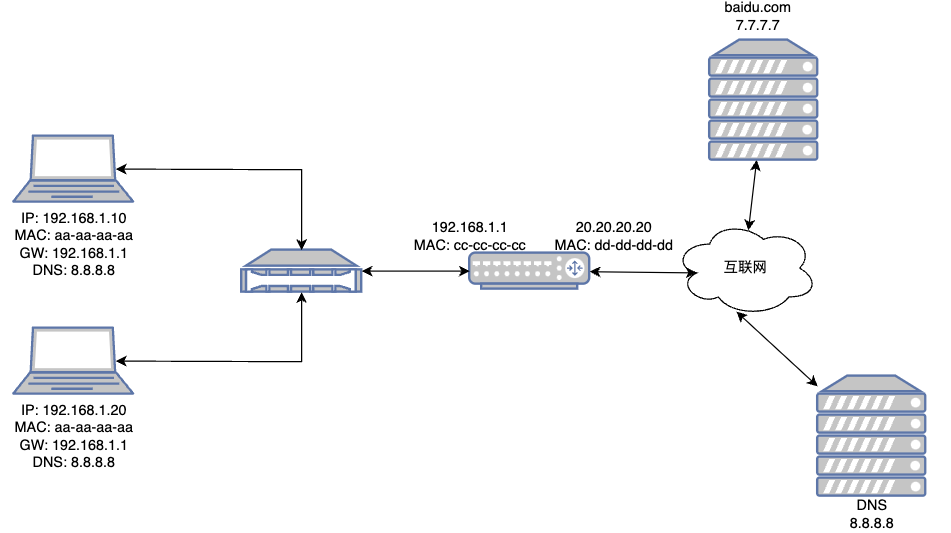 baidu.com
7.7.7.7
IP: 192.168.1.10
MAC: aa-aa-aa-aa
GW: 192.168.1.1
DNS: 8.8.8.8
192.168.1.1
MAC: cc-cc-cc-cc
20.20.20.20
MAC: dd-dd-dd-dd
互联网
IP: 192.168.1.20
MAC: aa-aa-aa-aa
GW: 192.168.1.1
DNS: 8.8.8.8
DNS
8.8.8.8